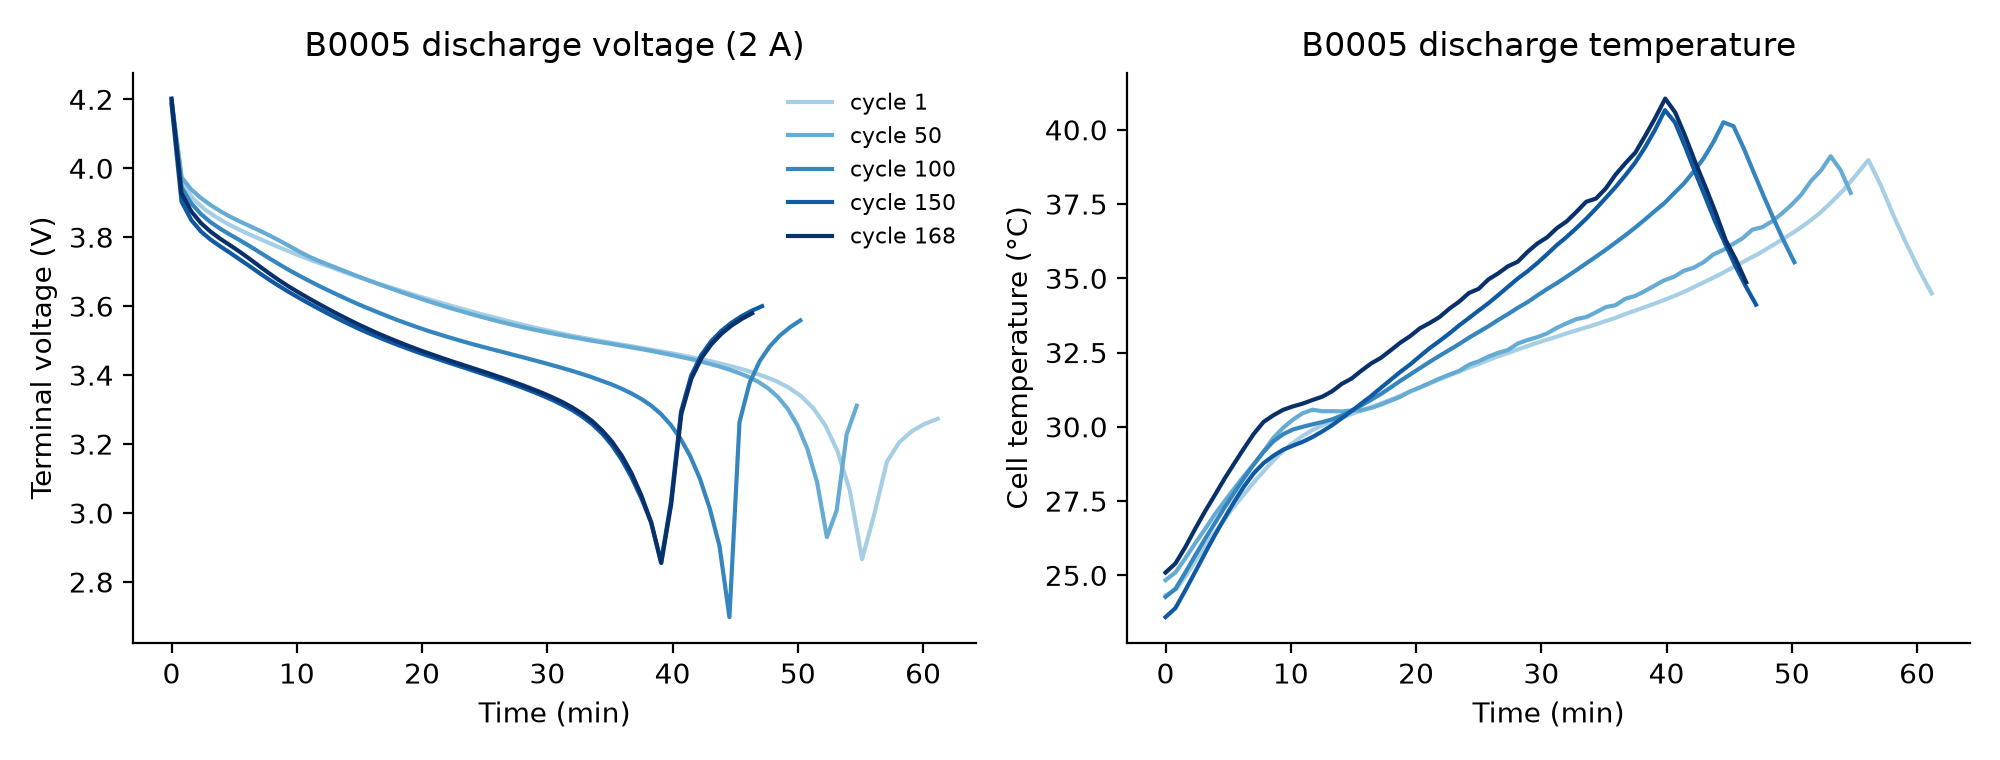 B0005 discharge voltage (2 A)
Terminal voltage (V)
4.2
4.0
3.8
3.6
3.4
3.2
3.0
2.8
0 10 20 30 40 50 60
Time (min)
cycle 1
cycle 50
cycle 100
cycle 150
cycle 168
B0005 discharge temperature
Cell temperature (°C)
40.0
37.5
35.0
32.5
30.0
27.5
25.0
0 10 20 30 40 50 60
Time (min)